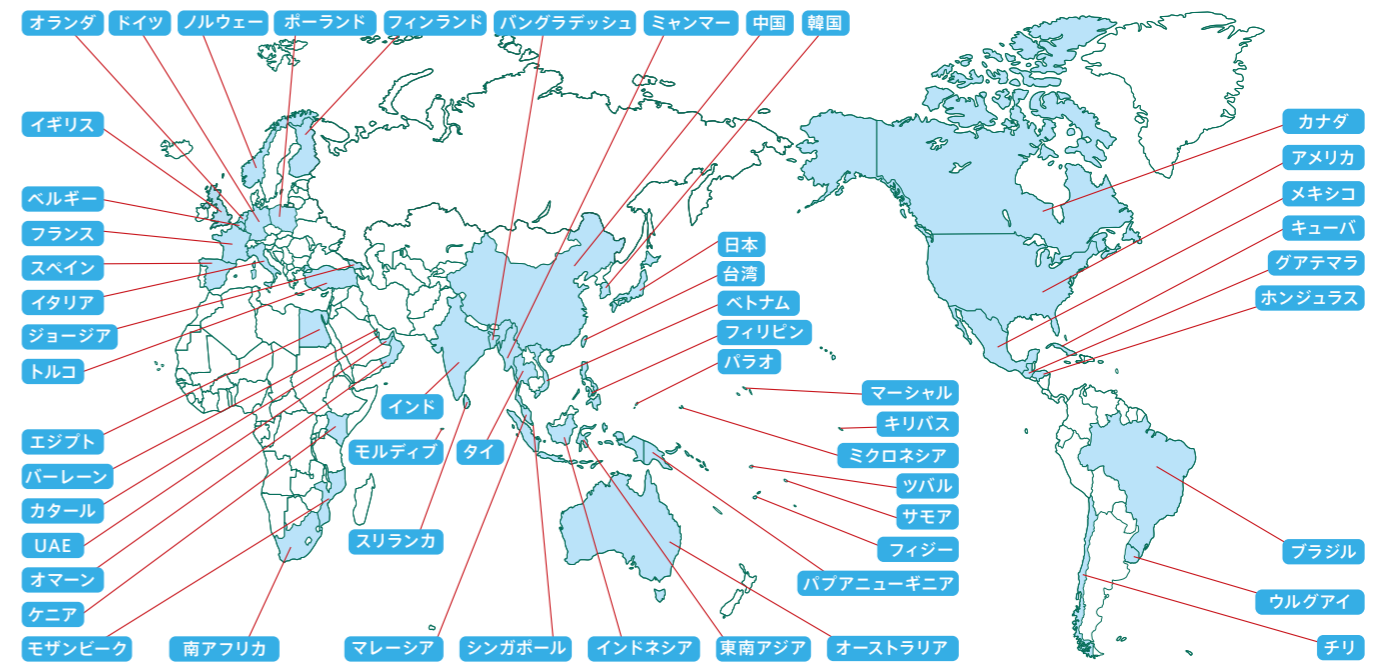 オランダ
ドイツ
ノルウェー
ポーランド
フィンランド
バングラデッシュ
ミャンマー
中国
韓国
イギリス
ベルギー
フランス
スペイン
イタリア
ジョージア
トルコ
エジプト
バーレーン
カタール
UAE
オマーン
ケニア
モザンビーク
南アフリカ
インド
モルディブ
タイ
スリランカ
マレーシア
シンガポール
インドネシア
東南アジア
オーストラリア
日本
台湾
ベトナム
フィリピン
パラオ
マーシャル
キリバス
ミクロネシア
ツバル
サモア
フィジー
パプアニューギニア
カナダ
アメリカ
メキシコ
キューバ
グアテマラ
ホンジュラス
ブラジル
ウルグアイ
チリ